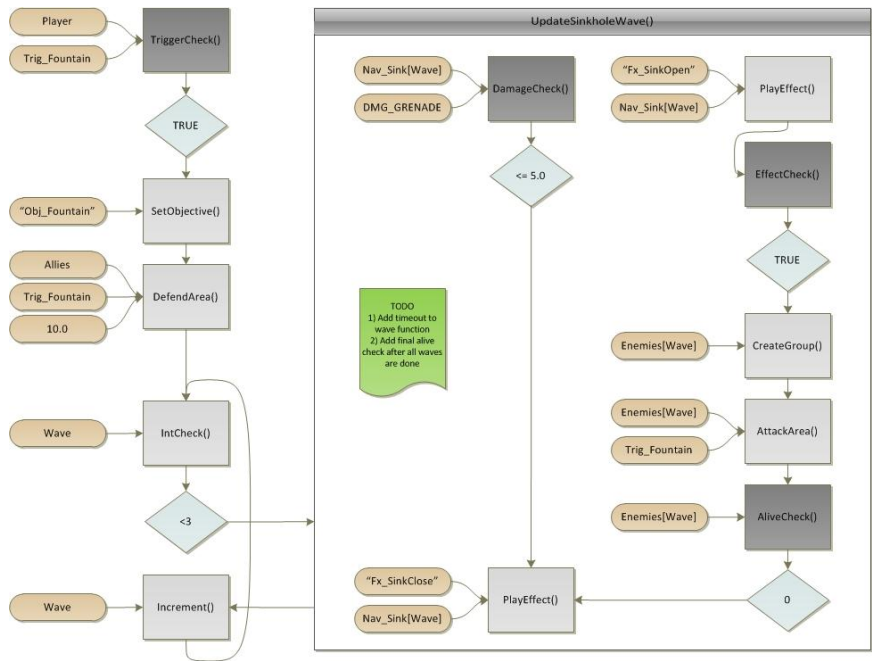 Player
Trig_Fountain
TriggerCheck()
TRUE
"Obj_Fountain"
SetObjective()
Allies
Trig_Fountain
10.0
DefendArea()
Wave
IntCheck()
<3
Wave
Increment()
UpdateSinkholeWave()
Nav_Sink[Wave]
DMG_GRENADE
DamageCheck()
<= 5.0
TODO
1) Add timeout to
wave function
2) Add final alive
check after all waves
are done
"Fx_SinkClose"
Nav_Sink[Wave]
PlayEffect()
"Fx_SinkOpen"
Nav_Sink[Wave]
PlayEffect()
EffectCheck()
TRUE
Enemies[Wave]
CreateGroup()
Enemies[Wave]
Trig_Fountain
AttackArea()
Enemies[Wave]
AliveCheck()
0